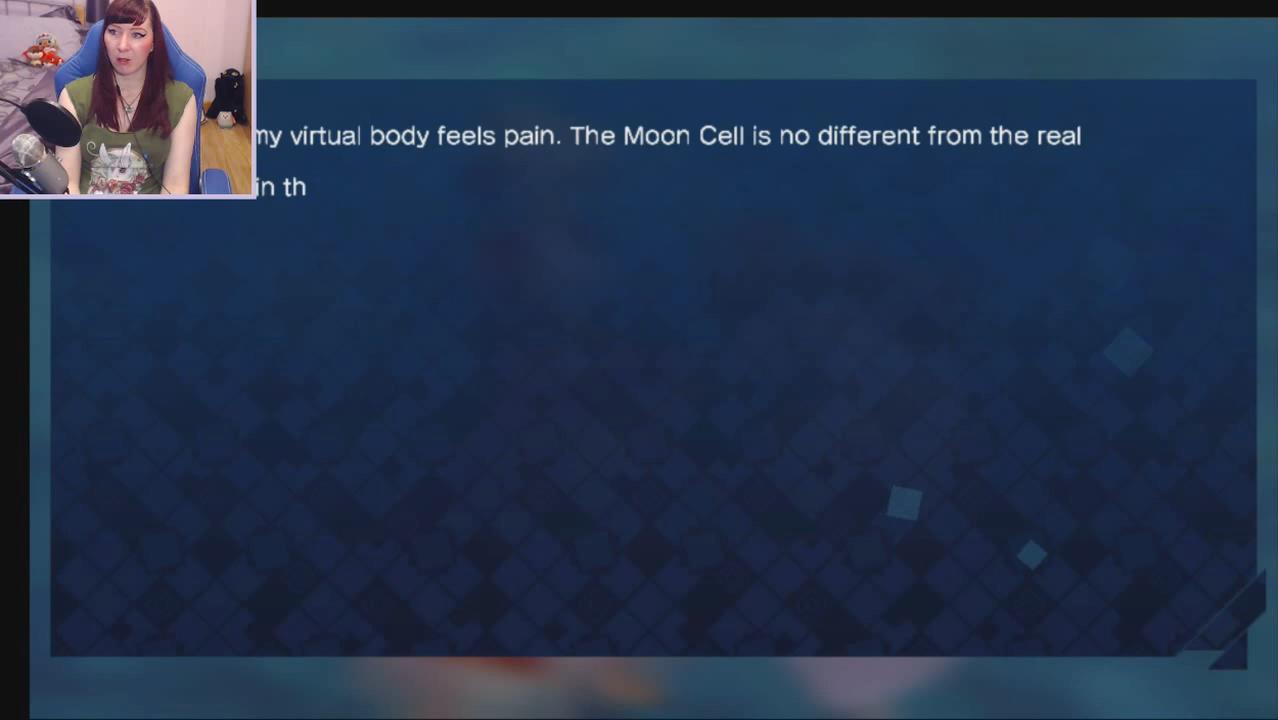 my virtual body feels pain. The Moon Cell is no different from the real
in th